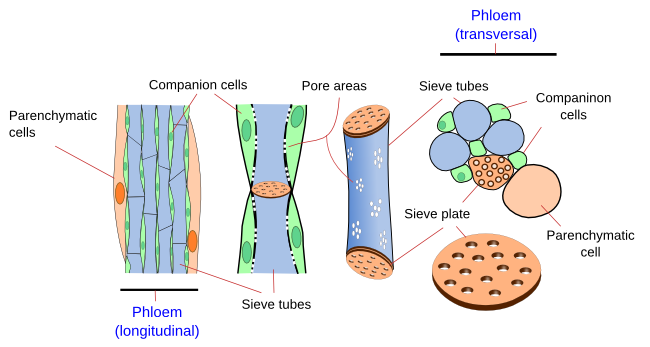 Phloem
(transversal)
Companion cells
Pore areas
Sieve tubes
Companinon
cells
Parenchymatic
cells
Sieve plate
Parenchymatic
cell
Sieve tubes
Phloem
(longitudinal)